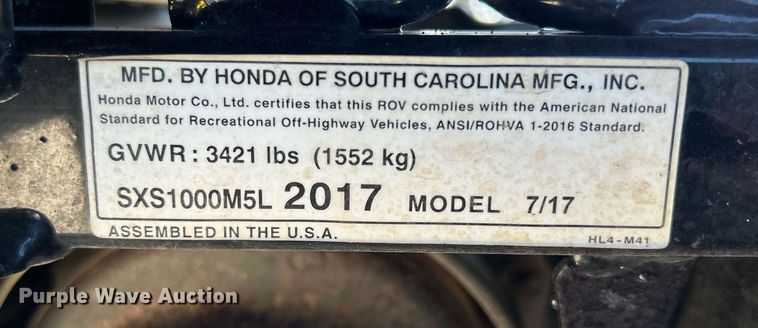 MFD. BY HONDA OF SOUTH CAROLINA MFG., INC.
Honda Motor Co., Ltd. certifies that this ROV complies with the American National
Standard for Recreational Off-Highway Vehicles, ANSI/ROHVA 1-2016 Standard.
GVWR : 3421 lbs (1552 kg)
SXS1000M5L 2017 MODEL 7/17
ASSEMBLED IN THE U.S.A. HL4-M41
Purple Wave Auction